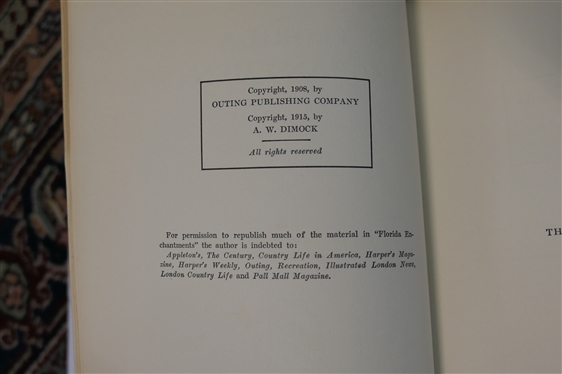 Copyright, 1908, by
OUTING PUBLISHING COMPANY
Copyright, 1915, by
A. W. DIMOCK
All rights reserved
For permission to republish much of the material in "Florida En-
chantments" the author is indebted to:
Appleton's, The Century, Country Life in America, Harper's Maga-
zine, Harper's Weekly, Outing, Recreation, Illustrated London News,
London Country Life and Pall Mall Magazine.
TH